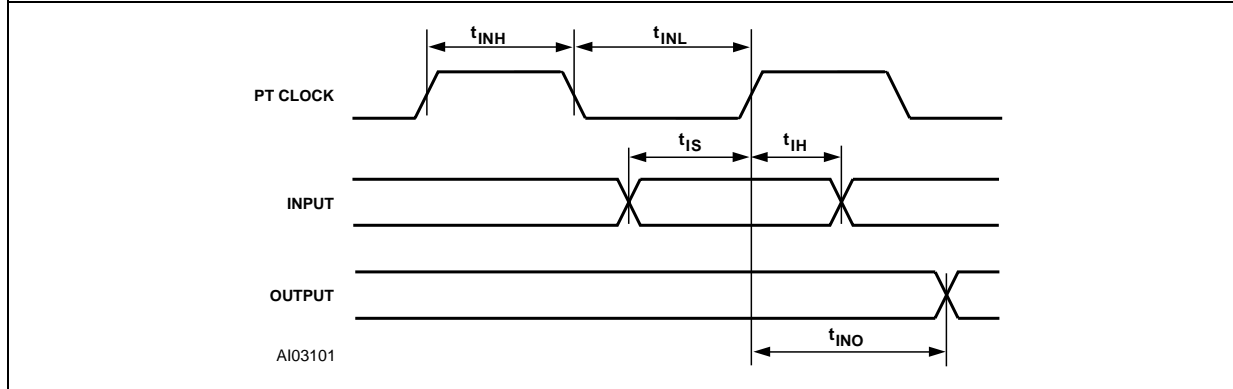 tINH
tINL
PT CLOCK
tIS
tIH
INPUT
OUTPUT
tINO
AI03101